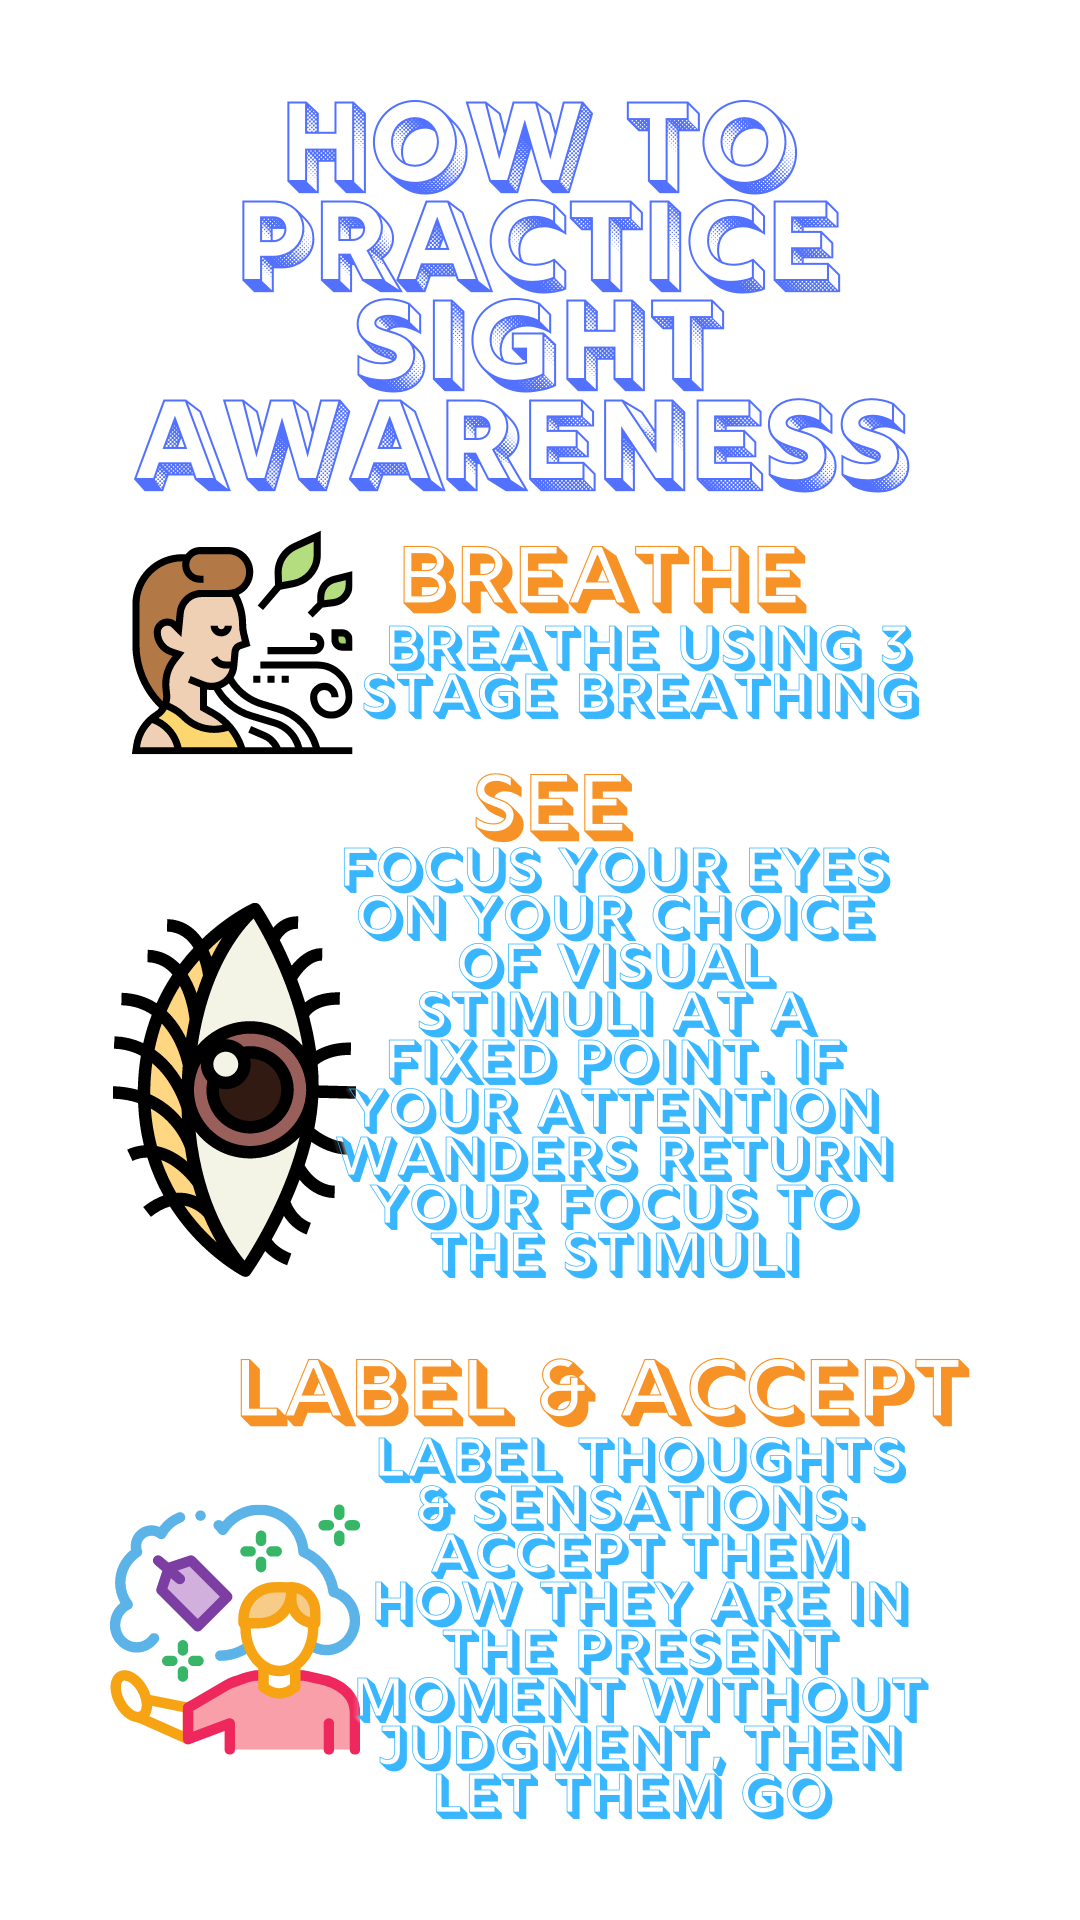 HOW TO
PRACTICE
SIGHT
AWARENESS
BREATHE
BREATHE USING 3
STAGE BREATHING
SEE
FOCUS YOUR EYES
ON YOUR CHOICE
OF VISUAL
STIMULI AT A
FIXED POINT. IF
YOUR ATTENTION
WANDERS RETURN
YOUR FOCUS TO
THE STIMULI
LABEL & ACCEPT
LABEL THOUGHTS
& SENSATIONS.
ACCEPT THEM
HOW THEY ARE IN
THE PRESENT
MOMENT WITHOUT
JUDGMENT, THEN
LET THEM GO